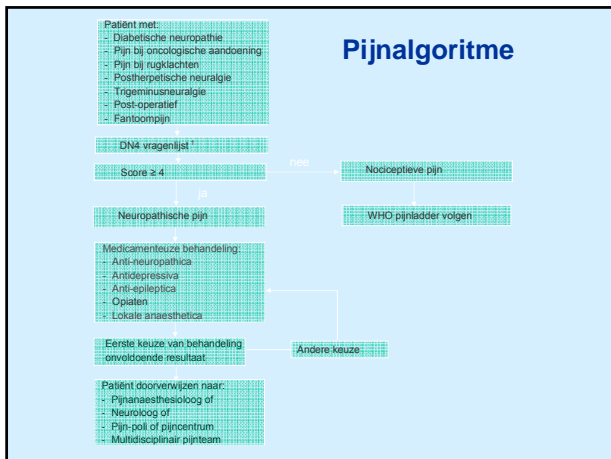 Pijnalgoritme
Patiënt met:
- Diabetische neuropathie
- Pijn bij oncologische aandoening
- Pijn bij rugklachten
- Postherpetische neuralgie
- Trigeminusneuralgie
- Post-operatief
- Fantoompijn
DN4 vragenlijst ¹
Score ≥ 4
nee
Nociceptieve pijn
ja
Neuropathische pijn
WHO pijnladder volgen
Medicamenteuze behandeling:
- Anti-neuropathica
- Antidepressiva
- Anti-epileptica
- Opiaten
- Lokale anaesthetica
Eerste keuze van behandeling
onvoldoende resultaat
Andere keuze
Patiënt doorverwijzen naar:
- Pijnanaesthesioloog of
- Neuroloog of
- Pijn-poli of pijncentrum
- Multidisciplinair pijnteam